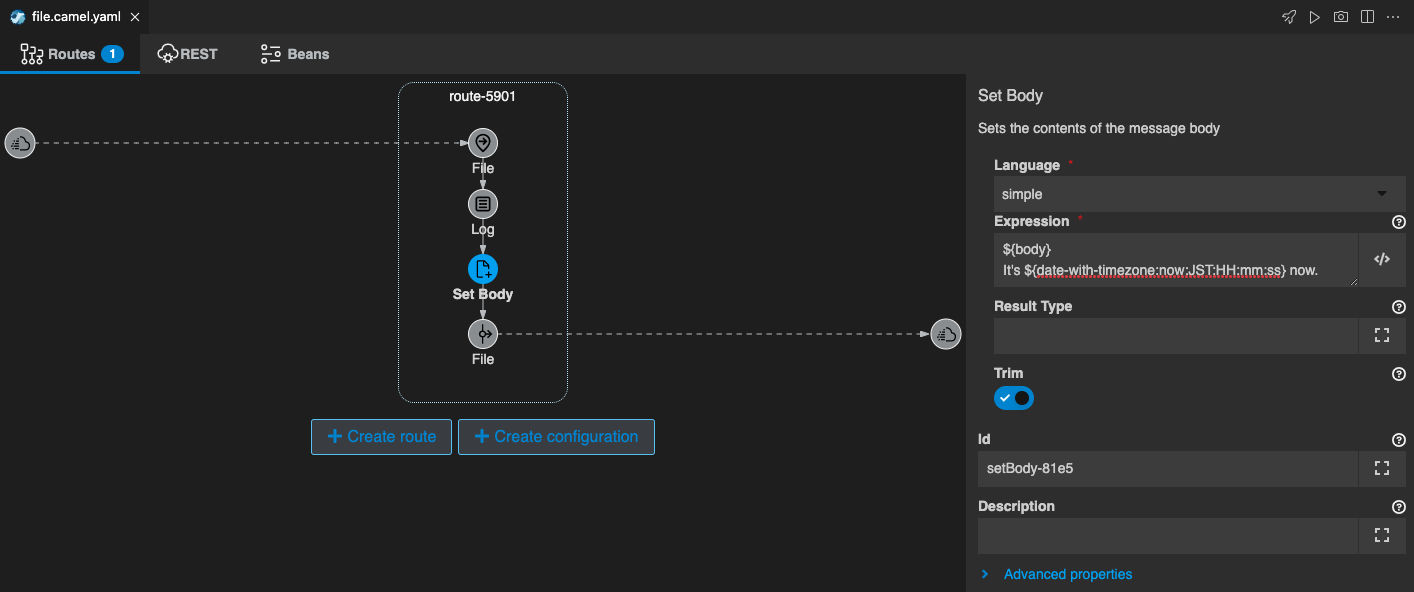 file.camel.yaml
Routes 1 REST Beans
route-5901
File
Log
Set Body
File
Create route Create configuration
Set Body
Sets the contents of the message body
Language *
simple
Expression *
${body}
It's ${date-with-timezone:now:JST:HH:mm:ss} now.
Result Type
Trim
Id
setBody-81e5
Description
Advanced properties